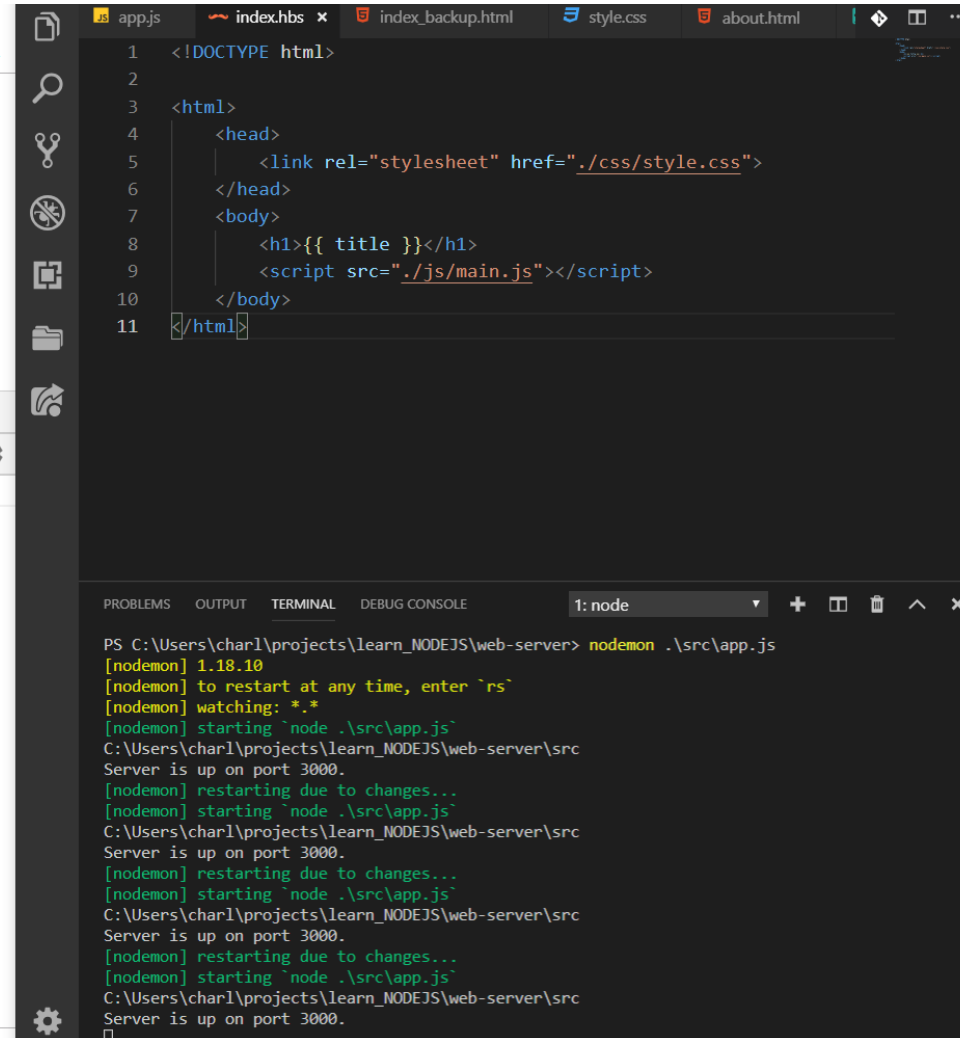 JS app.js index.hbs × 5 index_backup.html 3 style.css 5 about.html
1 <!DOCTYPE html>
2
3 <html>
4 <head>
5 <link rel="stylesheet" href="./css/style.css">
6 </head>
7 <body>
8 <h1>{{ title }}</h1>
9 <script src="./js/main.js"></script>
10 </body>
11 </html>
PROBLEMS OUTPUT TERMINAL DEBUG CONSOLE 1: node
PS C:\Users\charl\projects\learn_NODEJS\web-server> nodemon .\src\app.js
[nodemon] 1.18.10
[nodemon] to restart at any time, enter `rs`
[nodemon] watching: *.*
[nodemon] starting `node .\src\app.js`
C:\Users\charl\projects\learn_NODEJS\web-server\src
Server is up on port 3000.
[nodemon] restarting due to changes...
[nodemon] starting `node .\src\app.js`
C:\Users\charl\projects\learn_NODEJS\web-server\src
Server is up on port 3000.
[nodemon] restarting due to changes...
[nodemon] starting `node .\src\app.js`
C:\Users\charl\projects\learn_NODEJS\web-server\src
Server is up on port 3000.
[nodemon] restarting due to changes...
[nodemon] starting `node .\src\app.js`
C:\Users\charl\projects\learn_NODEJS\web-server\src
Server is up on port 3000.